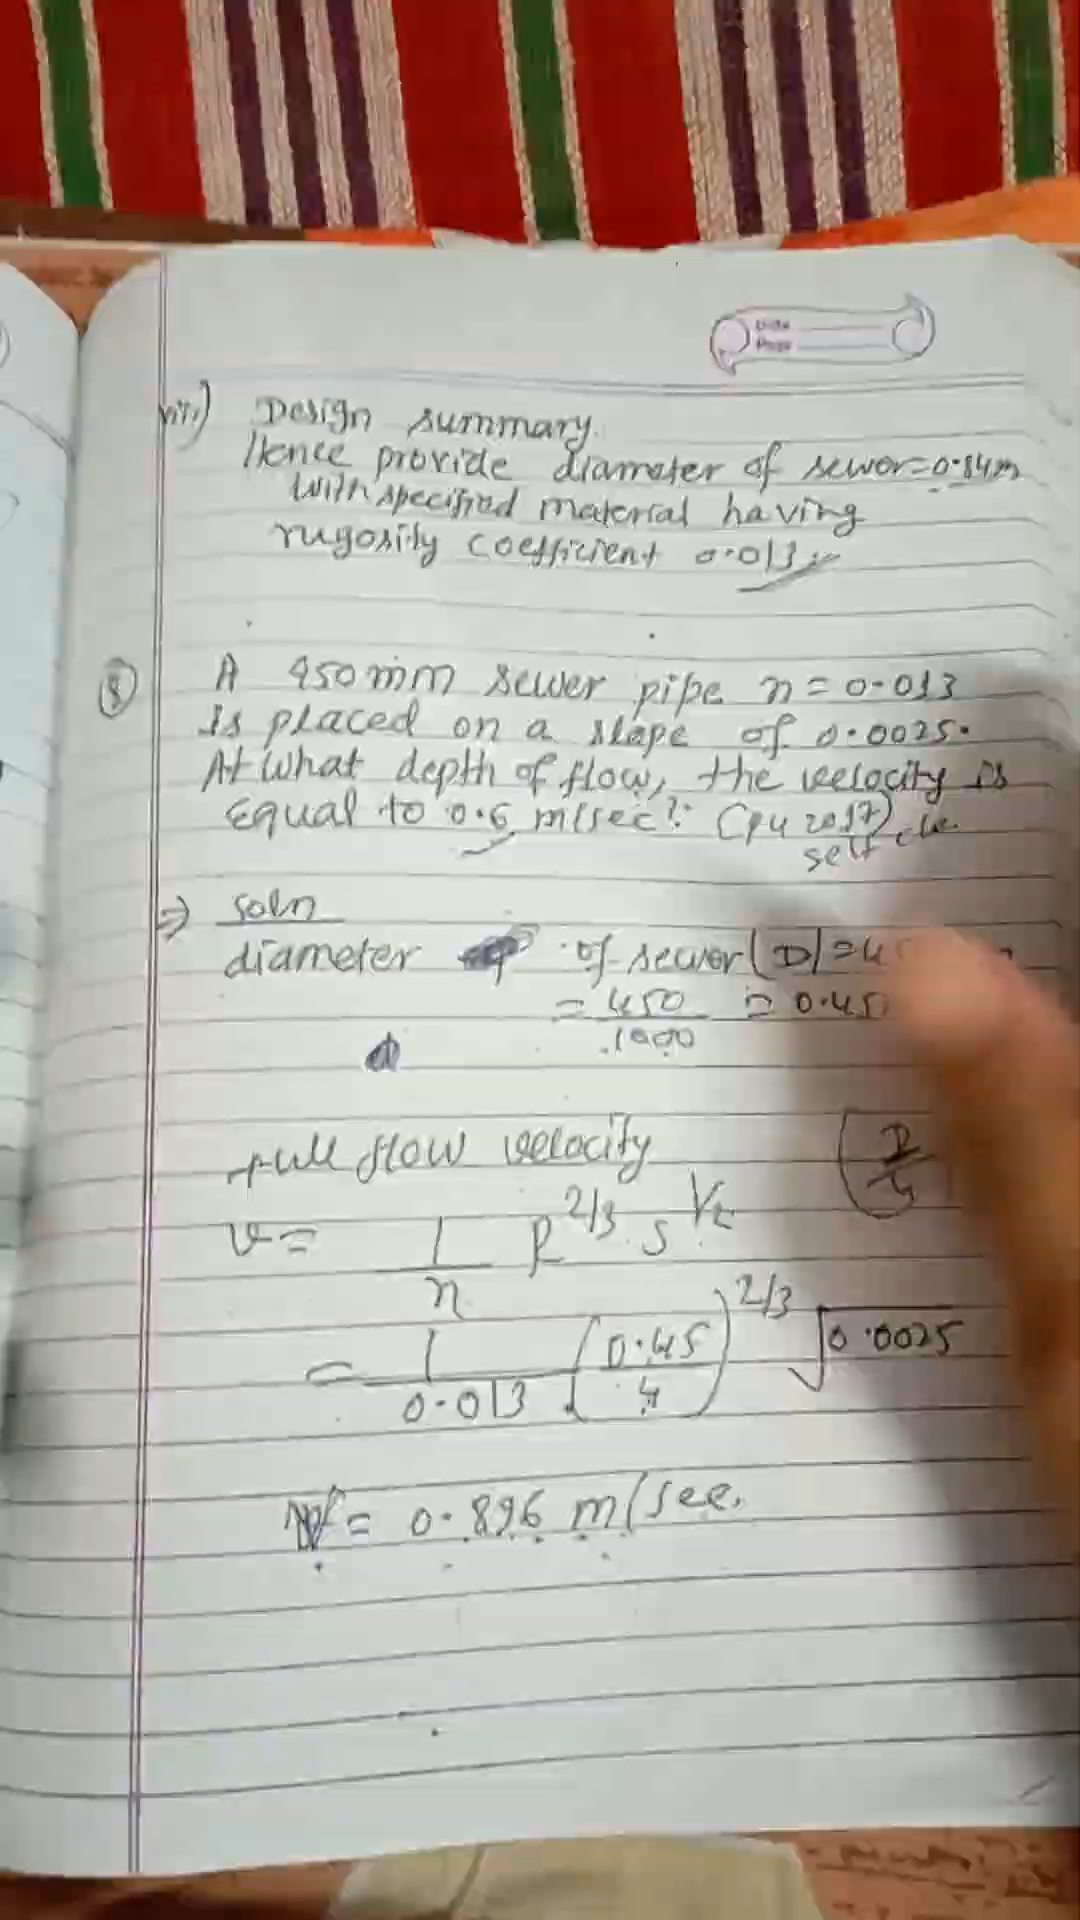 Date
Page
viii) Design summary.
Hence provide diameter of sewer=0.84m
with specified material having
rugosity coefficient 0.013
8 A 450mm sewer pipe n=0.013
is placed on a slope of 0.0025.
At what depth of flow, the velocity is
Equal to 0.6 m/sec? (PU 2017)
self
=> soln
diameter of sewer (D) =
= 450/1000 = 0.45
full flow velocity (D/4
v= 1/n R^2/3 S^1/2
= 1/0.013 (0.45/4)^2/3 √0.0025
= 0.896 m/sec.